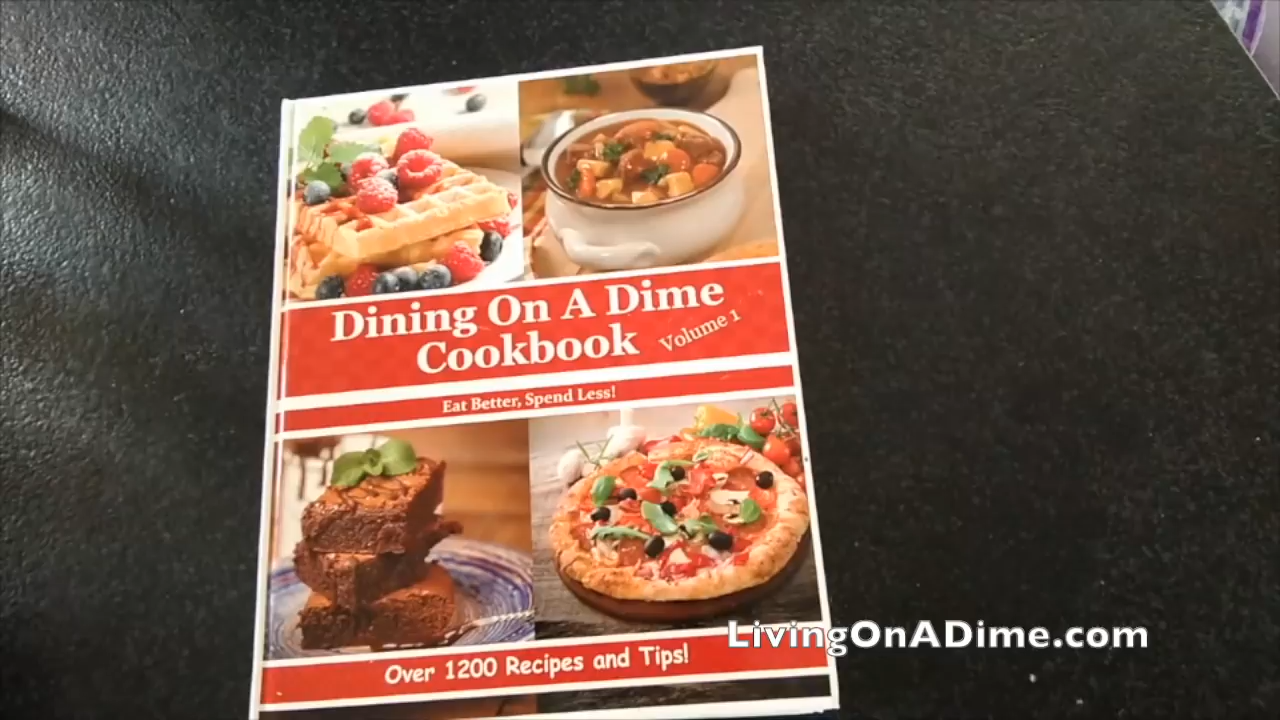 Dining On A Dime
Cookbook
Volume 1
Eat Better, Spend Less!
Over 1200 Recipes and Tips!
LivingOnADime.com